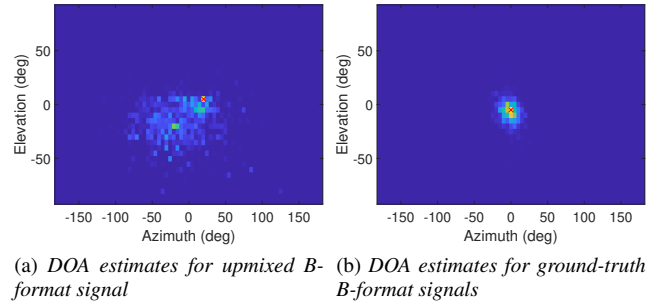 50
0
-50
Elevation (deg)
-150 -100 -50 0 50 100 150
Azimuth (deg)
50
0
-50
Elevation (deg)
-150 -100 -50 0 50 100 150
Azimuth (deg)
(a) DOA estimates for upmixed B-
format signal
(b) DOA estimates for ground-truth
B-format signals